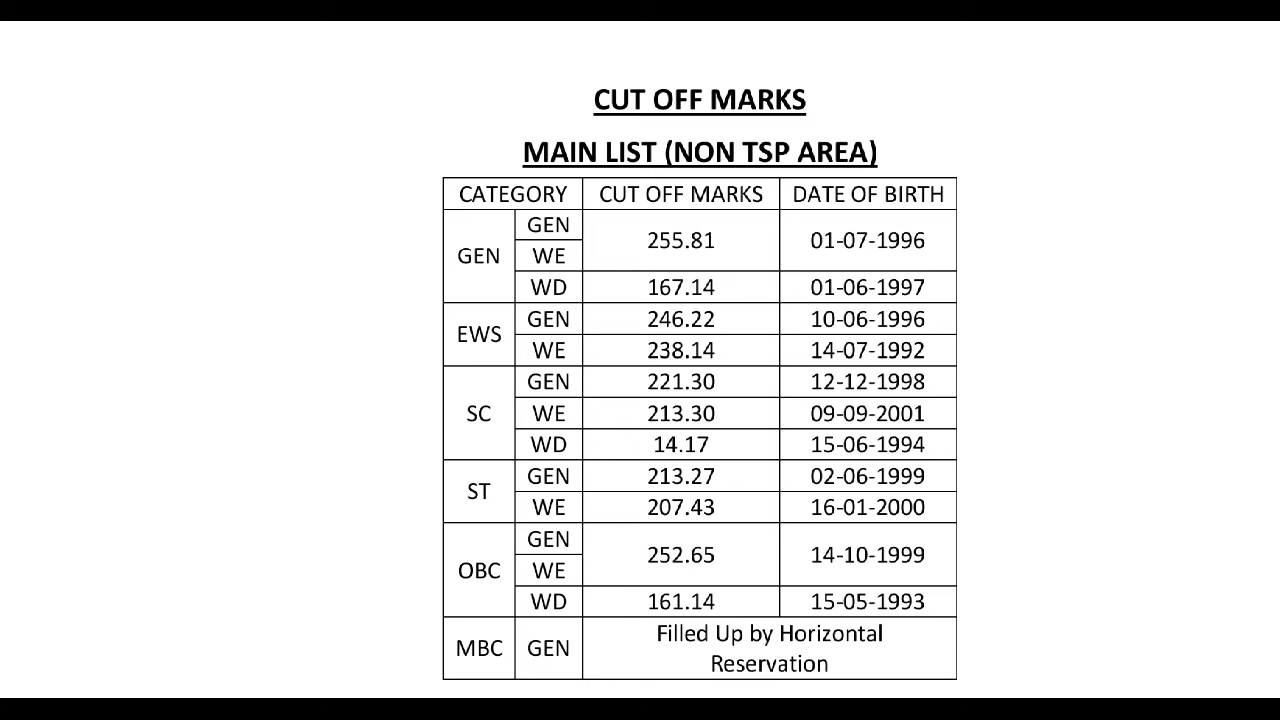 CUT OFF MARKS
MAIN LIST (NON TSP AREA)
CATEGORY CUT OFF MARKS DATE OF BIRTH
GEN GEN 255.81 01-07-1996
WE
WD 167.14 01-06-1997
EWS GEN 246.22 10-06-1996
WE 238.14 14-07-1992
SC GEN 221.30 12-12-1998
WE 213.30 09-09-2001
WD 14.17 15-06-1994
ST GEN 213.27 02-06-1999
WE 207.43 16-01-2000
OBC GEN 252.65 14-10-1999
WE
WD 161.14 15-05-1993
MBC GEN Filled Up by Horizontal
Reservation